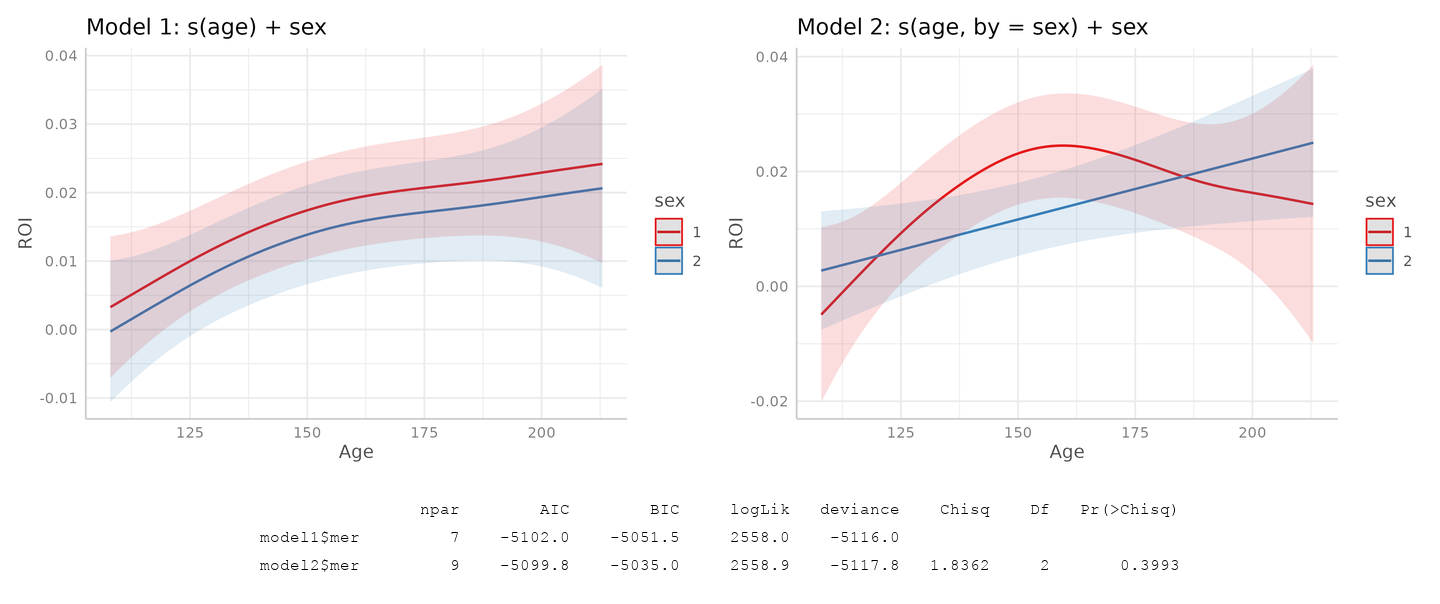 Model 1: s(age) + sex
0.04
0.03
0.02
0.01
0.00
-0.01
ROI
125 150 175 200
Age
sex
1
2
Model 2: s(age, by = sex) + sex
0.04
0.02
0.00
-0.02
ROI
125 150 175 200
Age
sex
1
2
npar AIC BIC logLik deviance Chisq Df Pr(>Chisq)
model1$mer 7 -5102.0 -5051.5 2558.0 -5116.0
model2$mer 9 -5099.8 -5035.0 2558.9 -5117.8 1.8362 2 0.3993